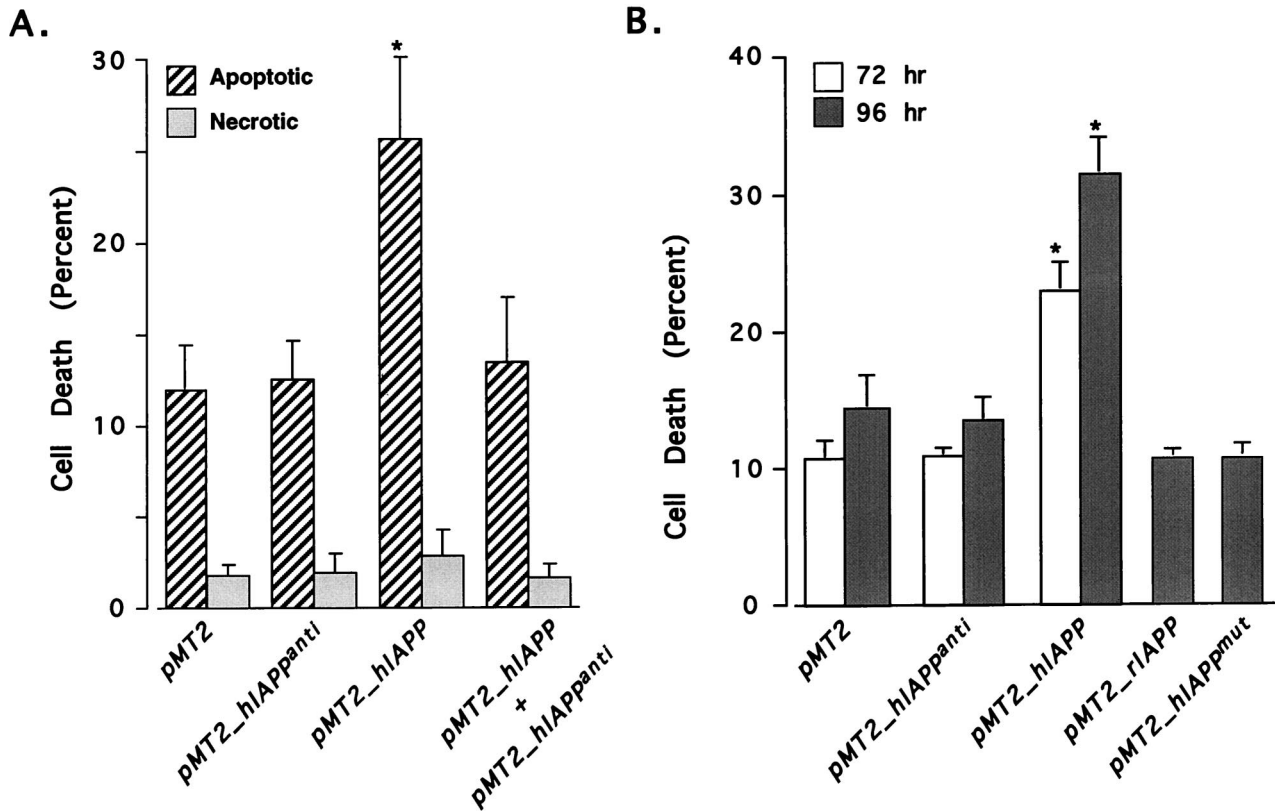 A.
*
30
20
10
0
Cell Death (Percent)
Apoptotic
Necrotic
pMT2
pMT2_hIAPPanti
pMT2_hIAPP
pMT2_hIAPP
+
pMT2_hIAPPanti
B.
40
30
20
10
0
Cell Death (Percent)
72 hr
96 hr
*
*
pMT2
pMT2_hIAPPanti
pMT2_hIAPP
pMT2_rIAPP
pMT2_hIAPPmut